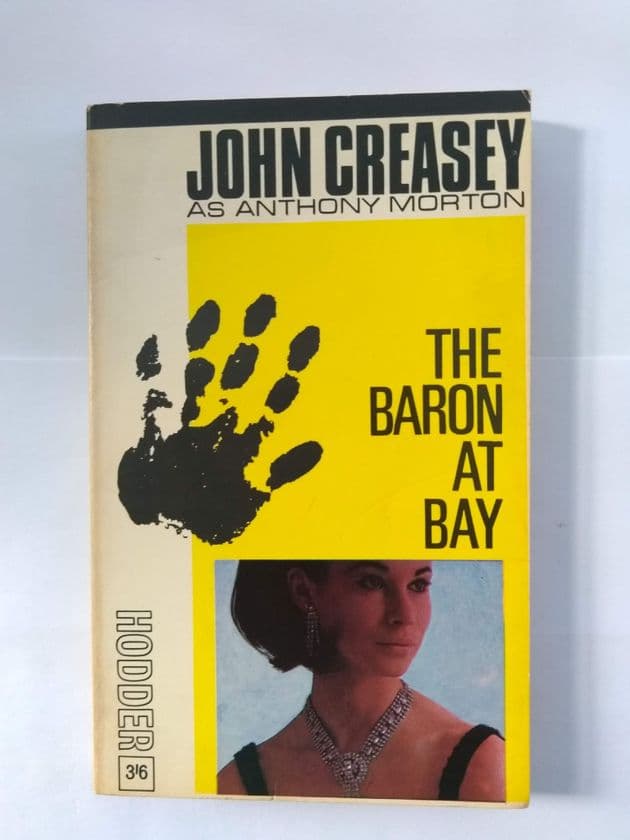 JOHN CREASEY
AS ANTHONY MORTON
THE
BARON
AT
BAY
HODDER
3'6